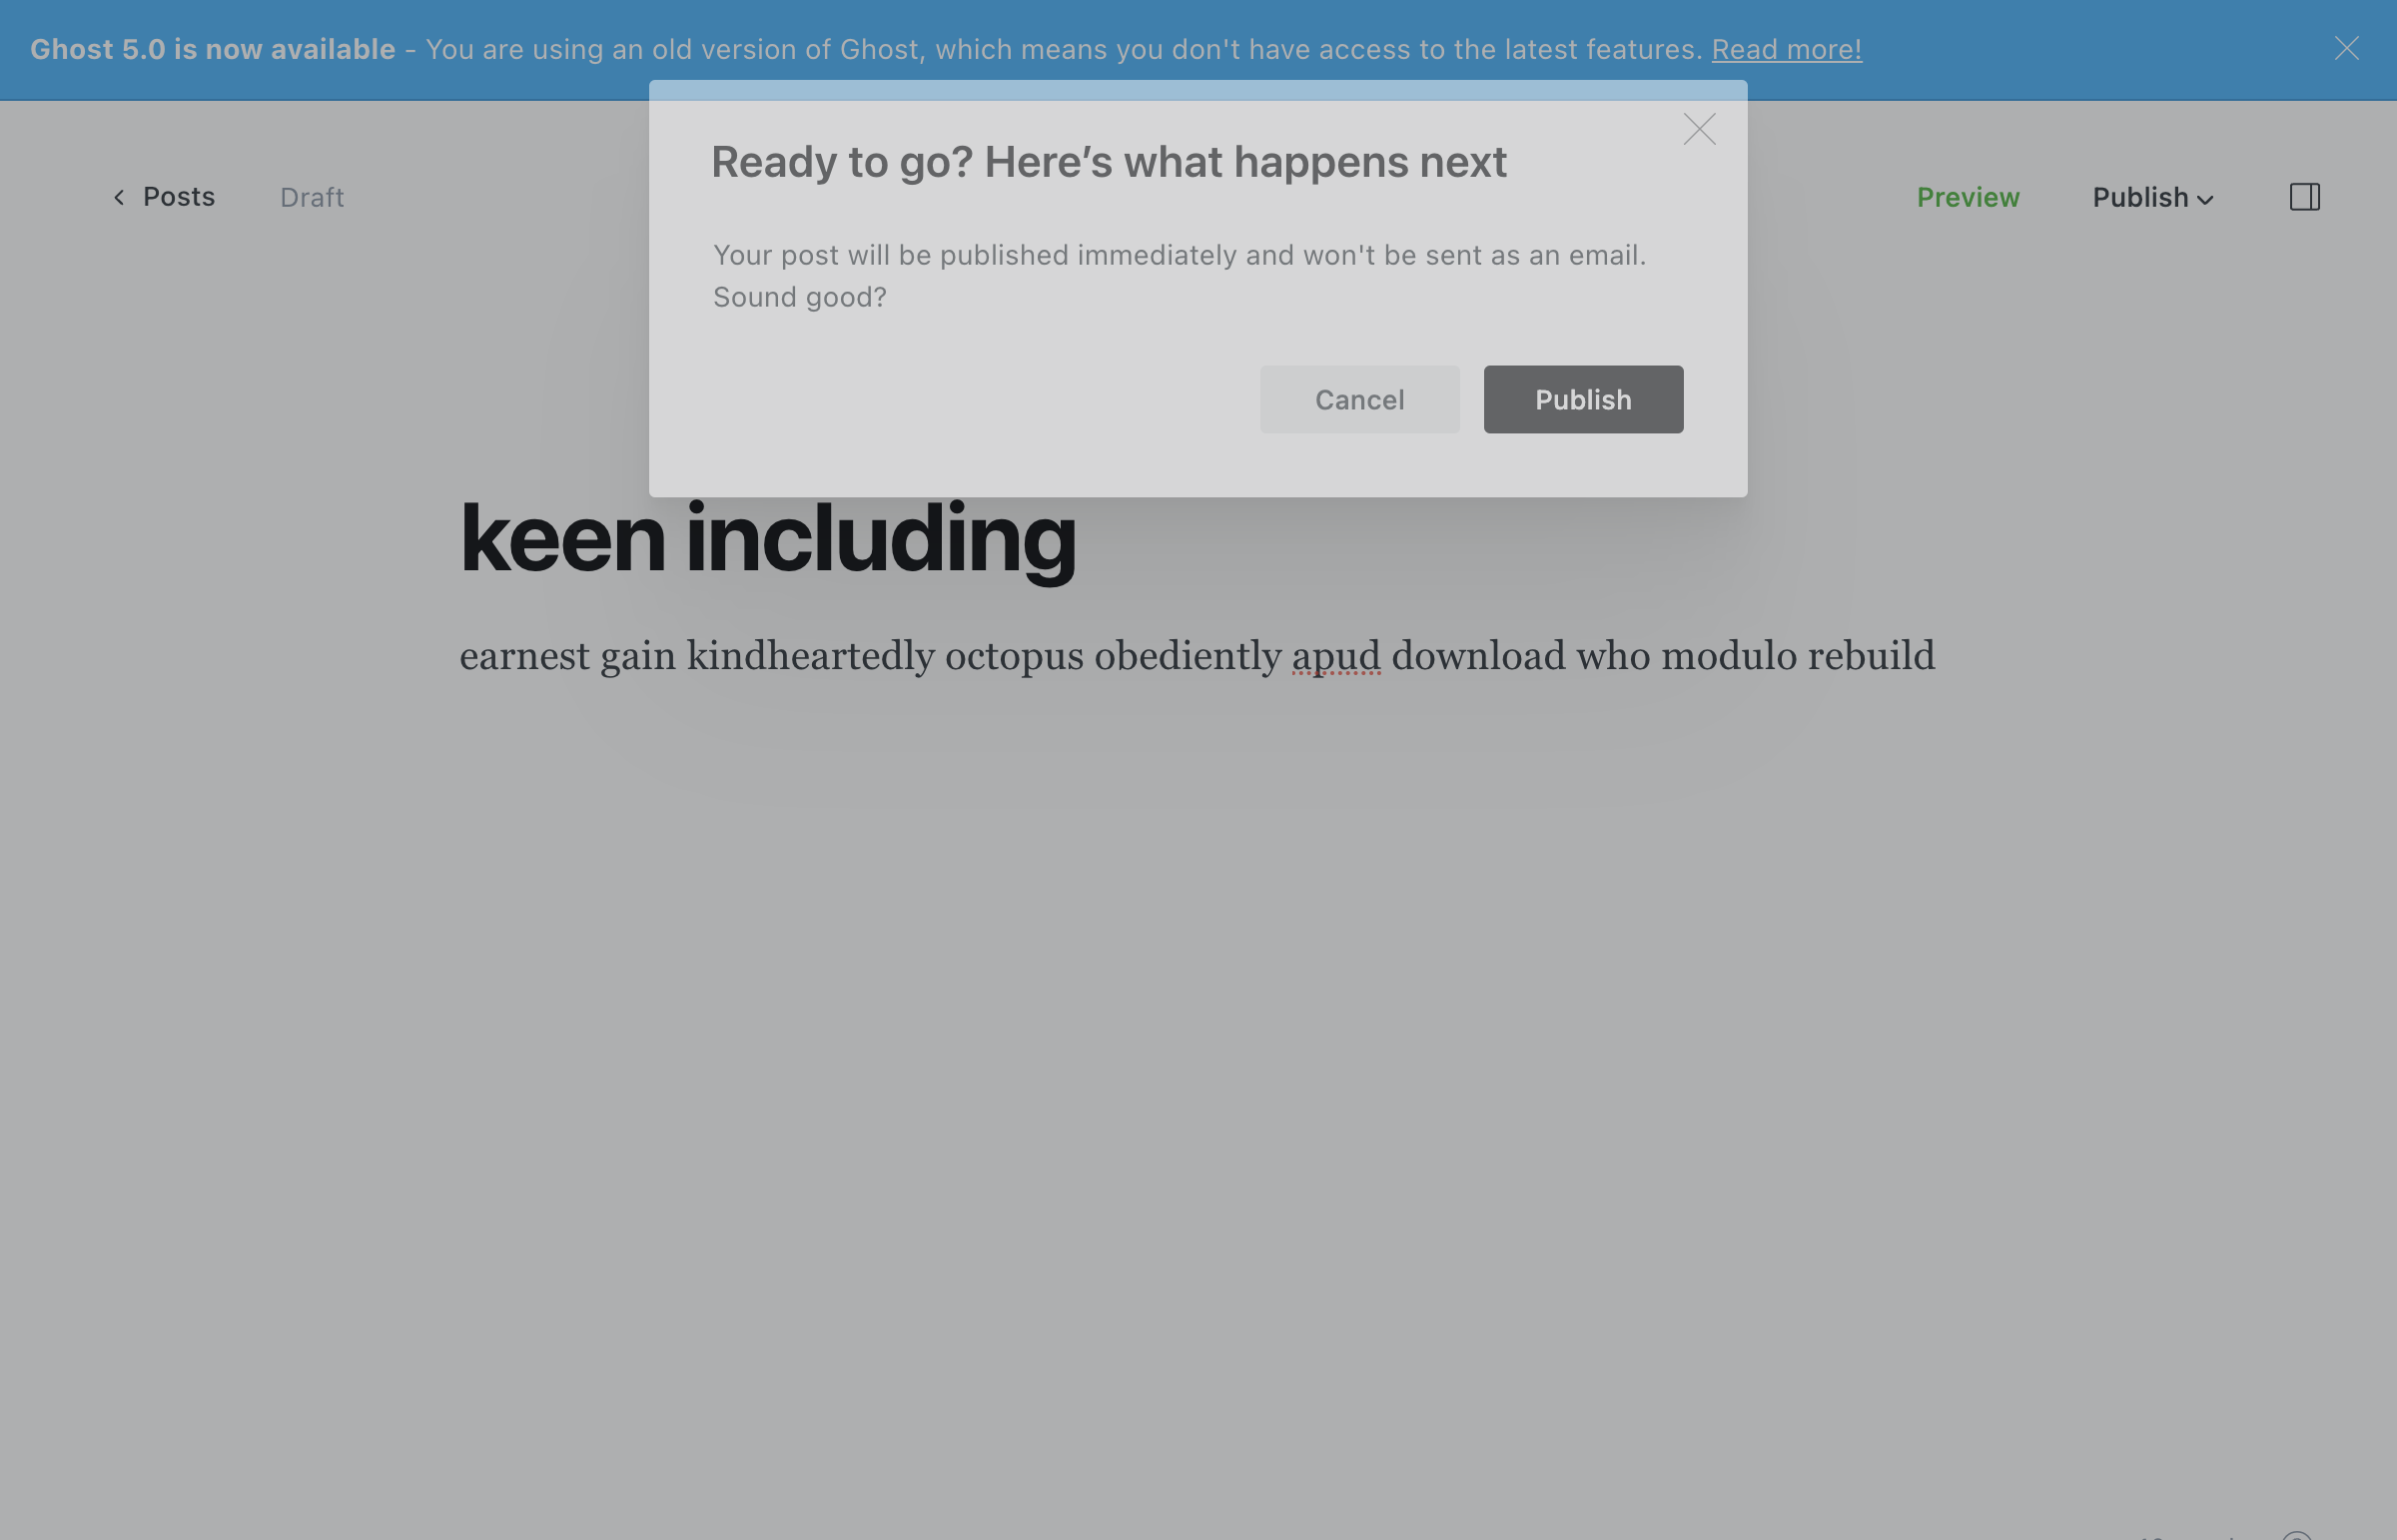 Ghost 5.0 is now available - You are using an old version of Ghost, which means you don't have access to the latest features. Read more!
Ready to go? Here’s what happens next
Posts
Draft
Preview
Publish
Your post will be published immediately and won't be sent as an email.
Sound good?
Cancel
Publish
keen including
earnest gain kindheartedly octopus obediently apud download who modulo rebuild